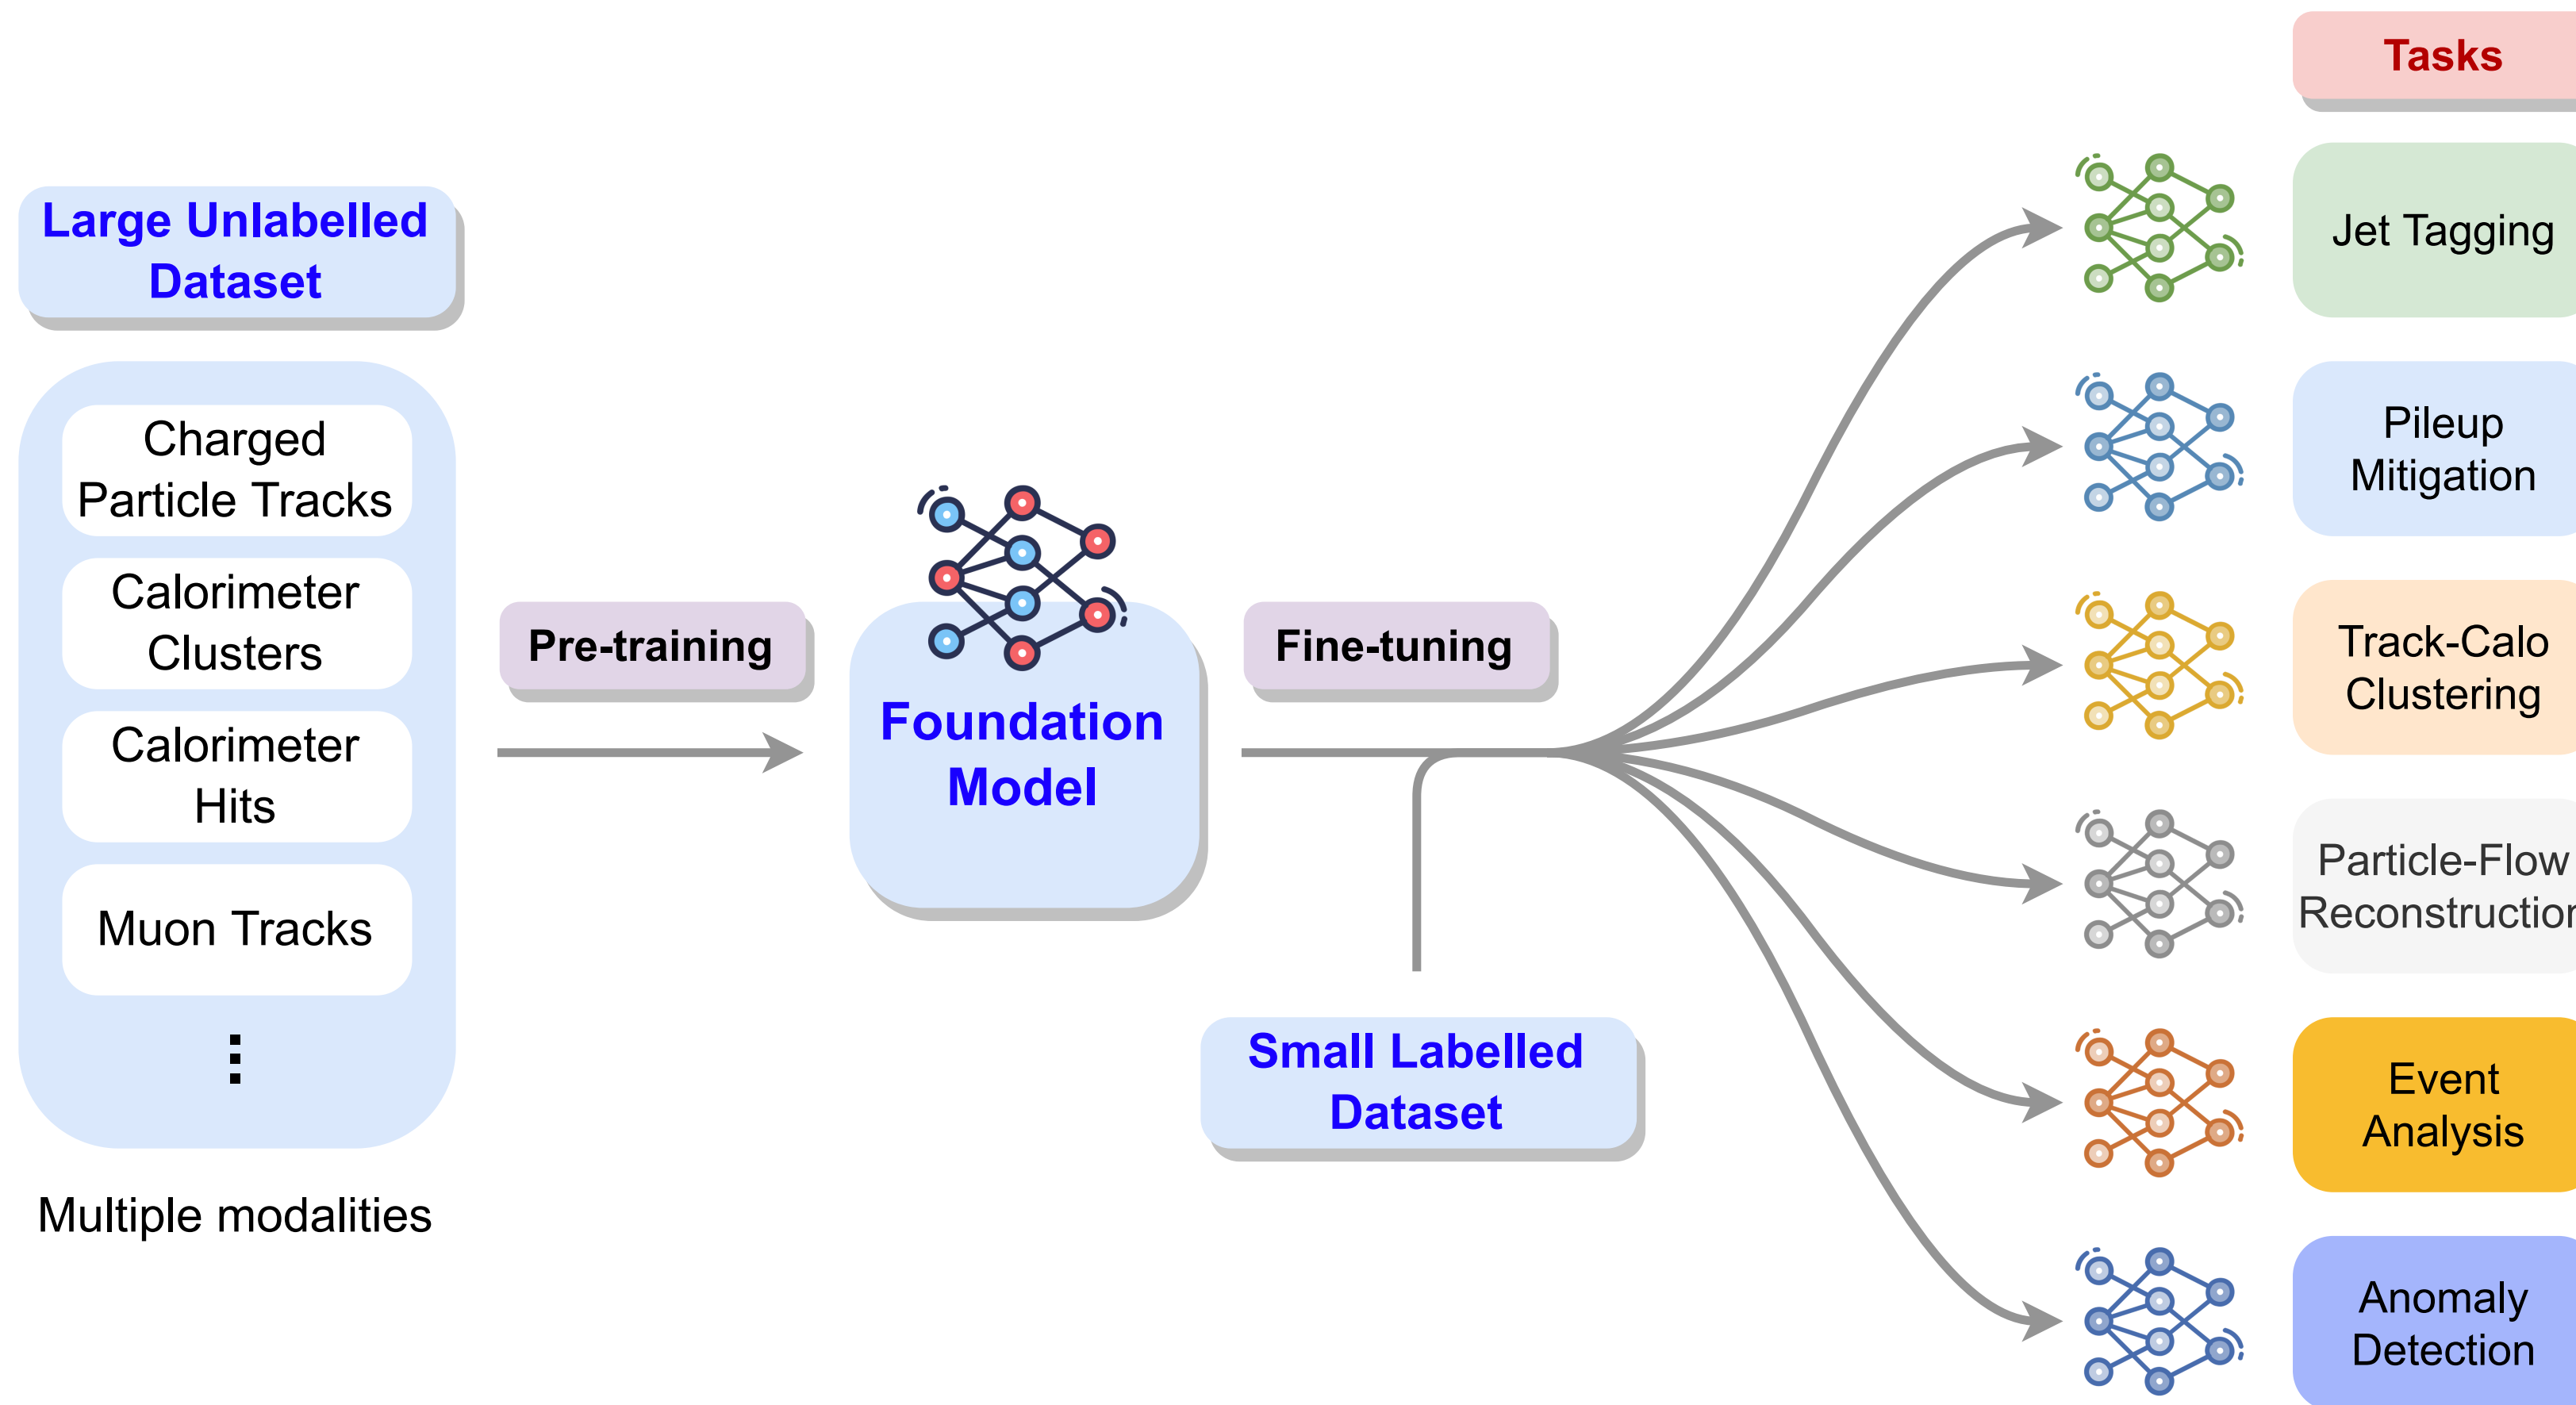 Large Unlabelled
Dataset
Charged
Particle Tracks
Calorimeter
Clusters
Calorimeter
Hits
Muon Tracks
⋮
Multiple modalities
Pre-training
Foundation
Model
Fine-tuning
Small Labelled
Dataset
Tasks
Jet Tagging
Pileup
Mitigation
Track-Calo
Clustering
Particle-Flow
Reconstruction
Event
Analysis
Anomaly
Detection